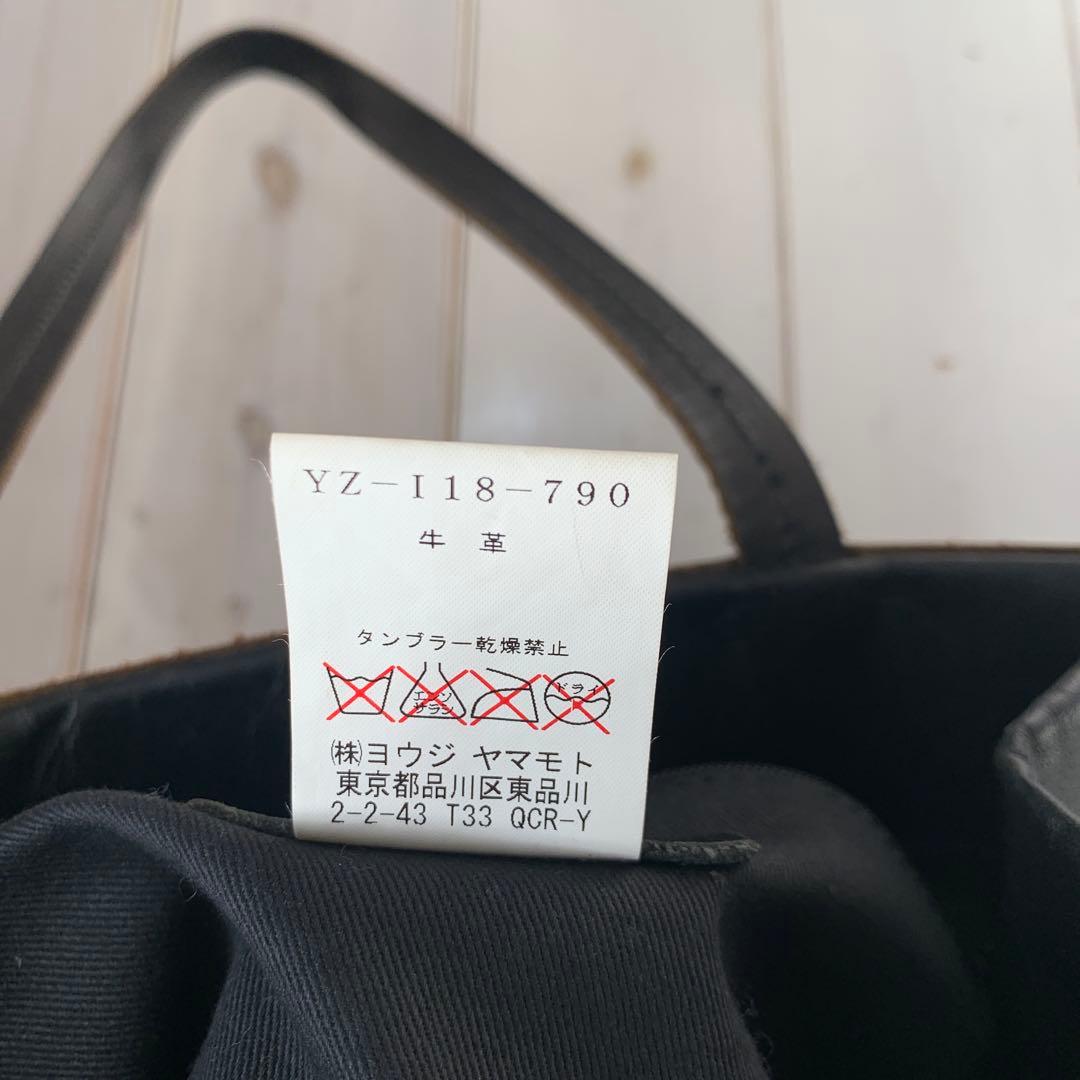 YZ-I18-790
牛革
タンブラー乾燥禁止
エンソ
サラシ
ドライ
㈱ヨウジ ヤマモト
東京都品川区東品川
2-2-43 T33 QCR-Y